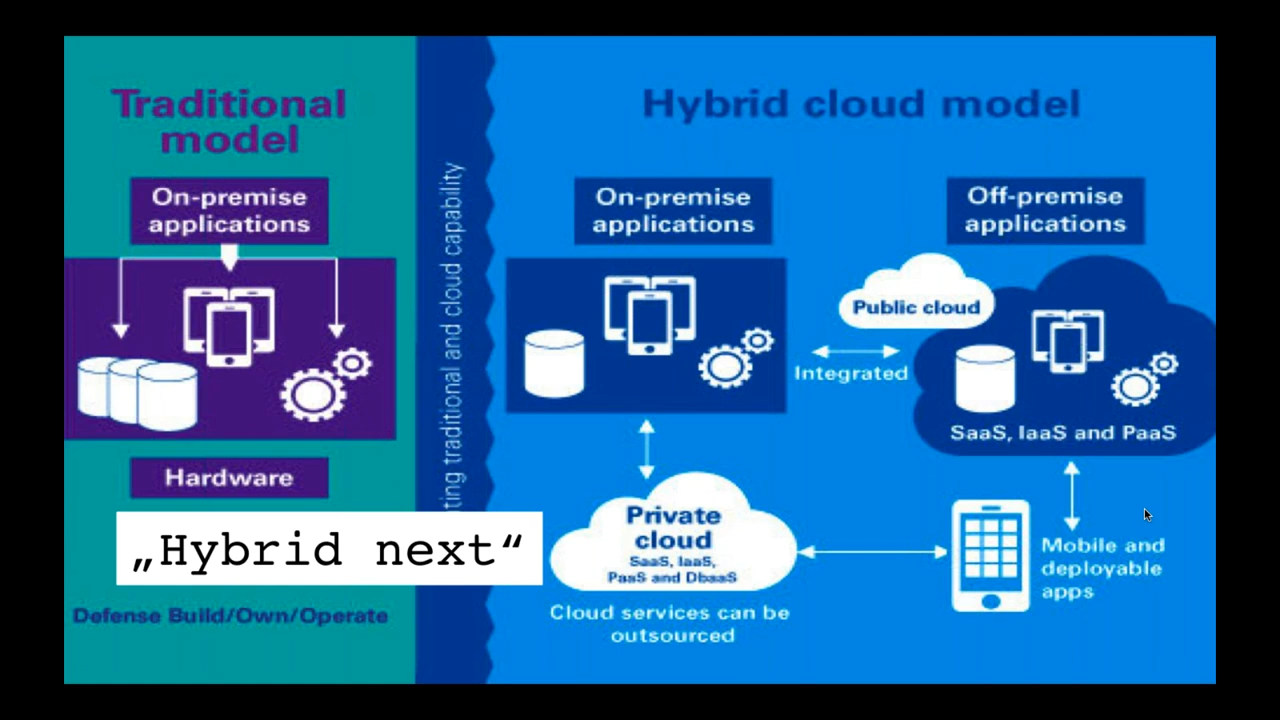 Traditional
model
On-premise
applications
Hardware
„Hybrid next“
Defense Build/Own/Operate
traditional and cloud capability
Hybrid cloud model
On-premise
applications
Off-premise
applications
Public cloud
Integrated
SaaS, IaaS and PaaS
Private
cloud
SaaS, IaaS,
PaaS and DbaaS
Cloud services can be
outsourced
Mobile and
deployable
apps